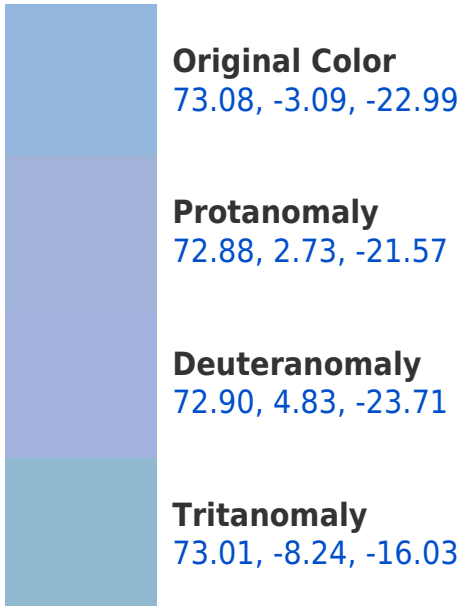 Original Color
73.08, -3.09, -22.99
Protanomaly
72.88, 2.73, -21.57
Deuteranomaly
72.90, 4.83, -23.71
Tritanomaly
73.01, -8.24, -16.03